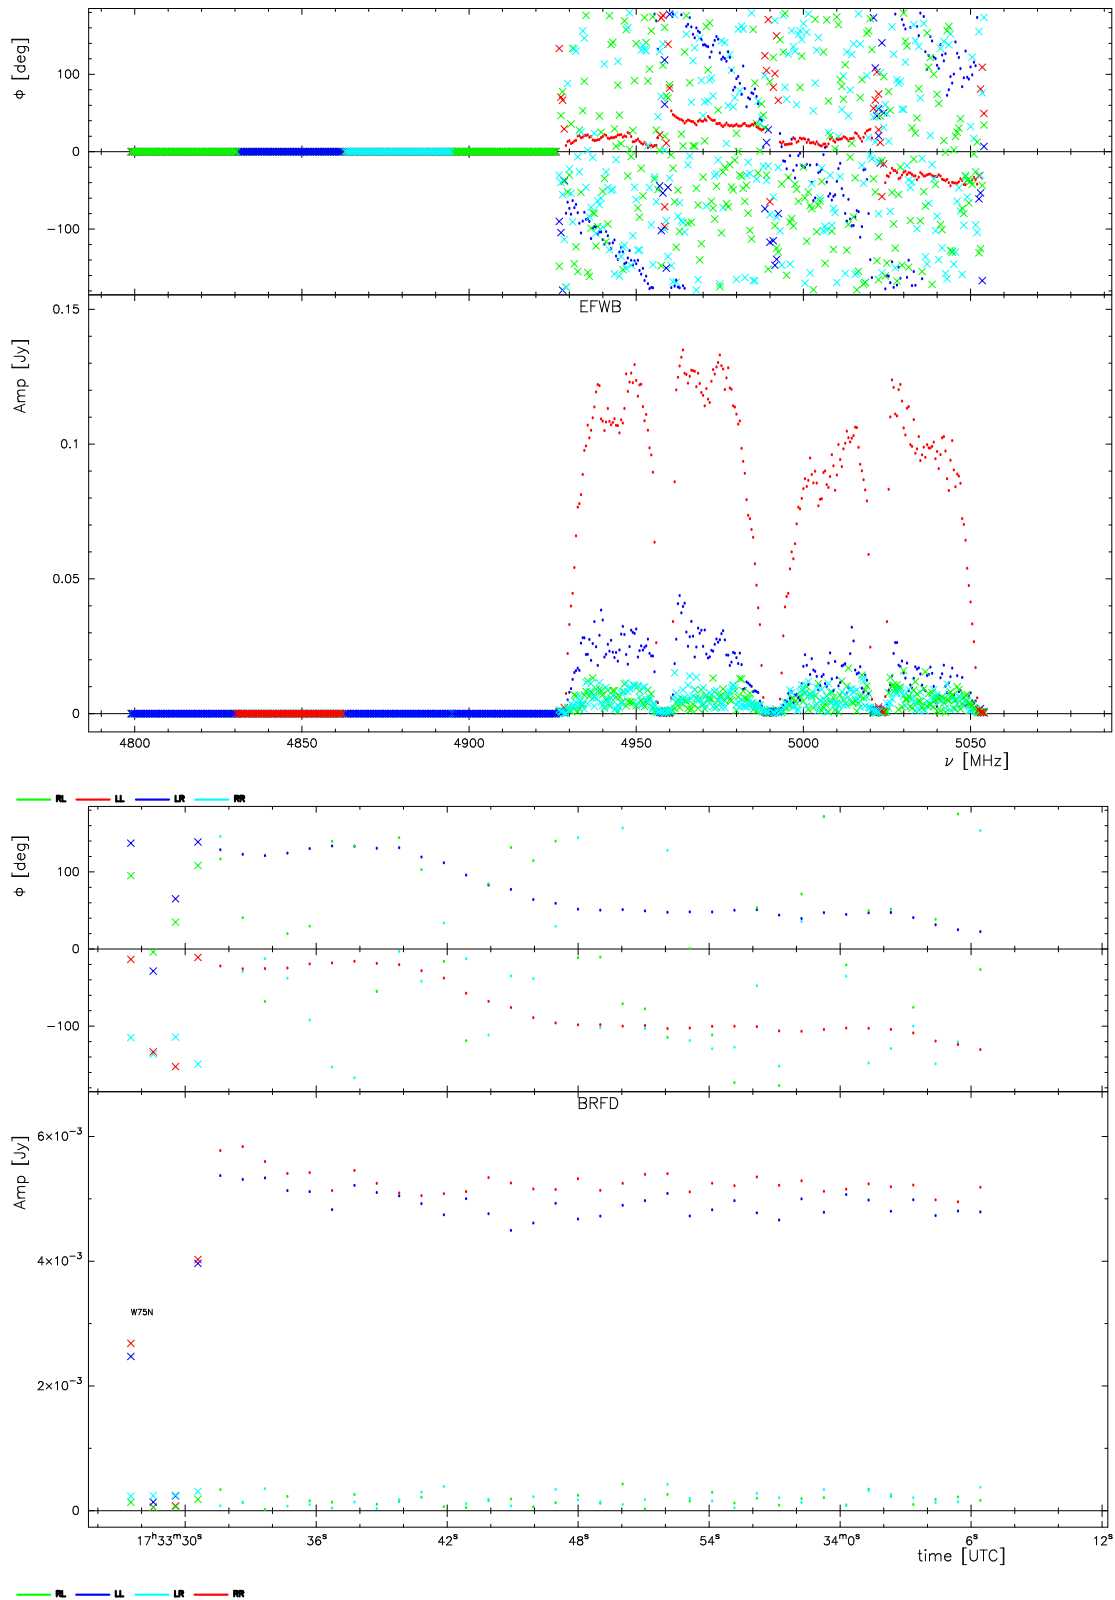 ϕ [deg]
100
0
−100
EFWB
Amp [Jy]
0.15
0.1
0.05
0
4800 4850 4900 4950 5000 5050
ν [MHz]
RL LL LR RR
ϕ [deg]
100
0
−100
BRFD
Amp [Jy]
6×10⁻³
4×10⁻³
W75N
2×10⁻³
0
17ʰ33ᵐ30ˢ 36ˢ 42ˢ 48ˢ 54ˢ 34ᵐ0ˢ 6ˢ 12ˢ
time [UTC]
RL LL LR RR